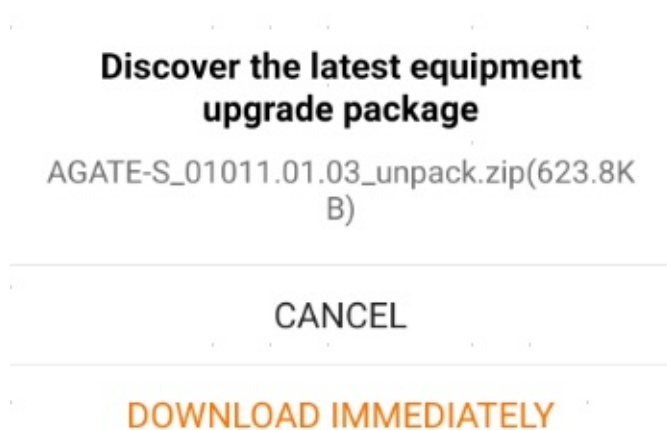 Discover the latest equipment
upgrade package
AGATE-S_01011.01.03_unpack.zip(623.8K
B)
CANCEL
DOWNLOAD IMMEDIATELY